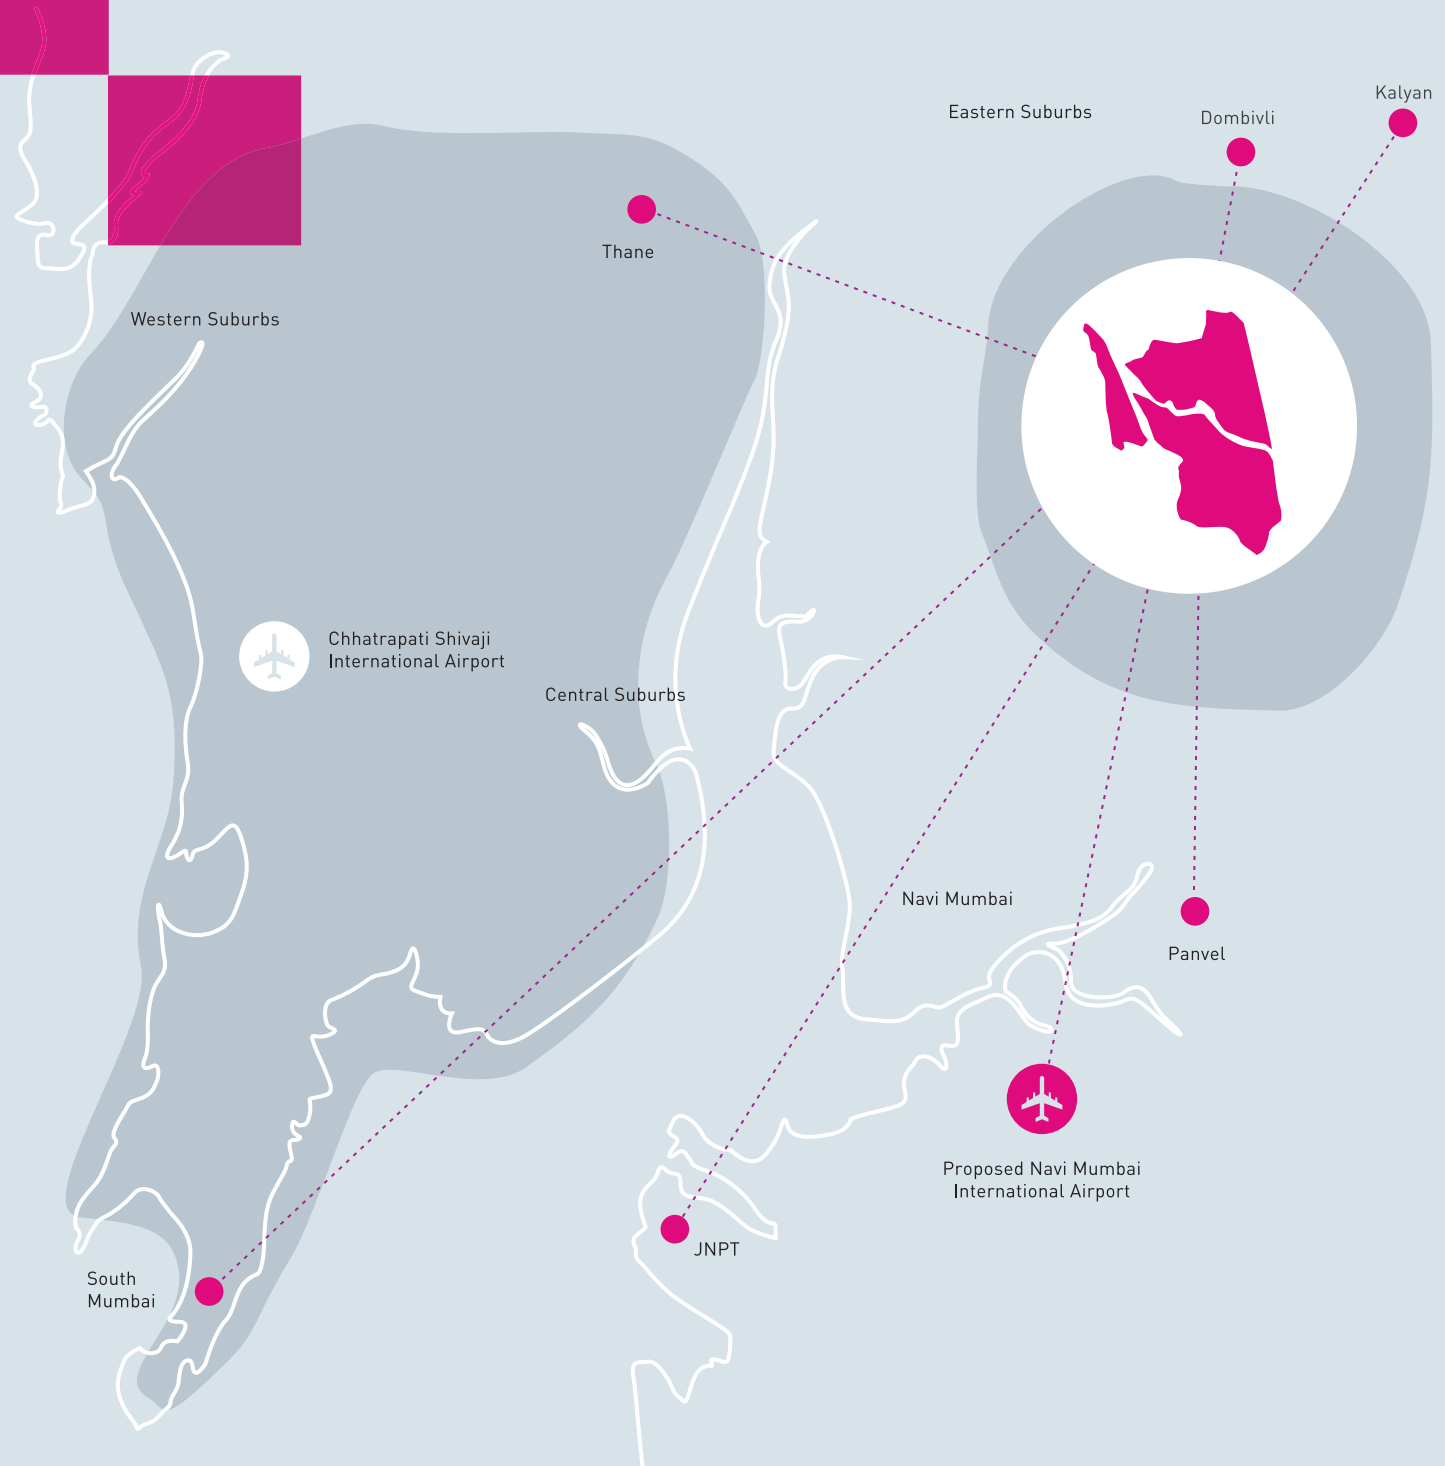 Kalyan
Eastern Suburbs
Dombivli
Thane
Western Suburbs
Chhatrapati Shivaji
International Airport
Central Suburbs
Navi Mumbai
Panvel
Proposed Navi Mumbai
International Airport
JNPT
South
Mumbai